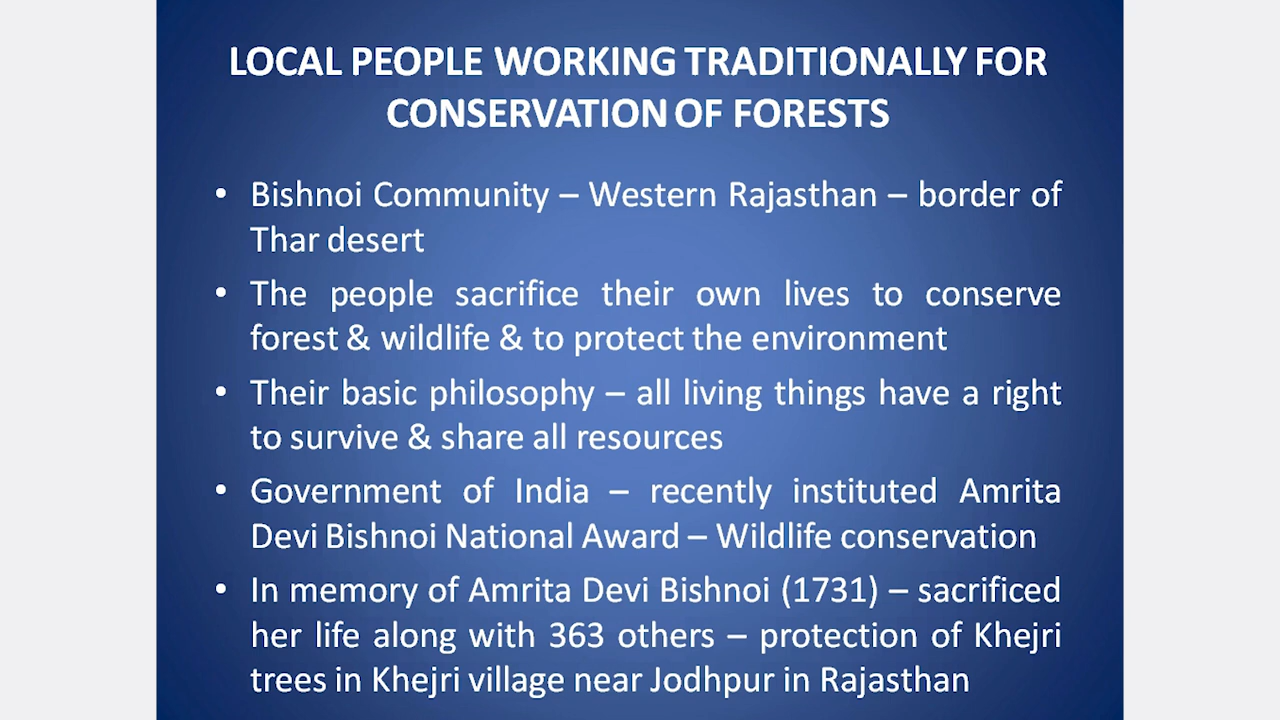 LOCAL PEOPLE WORKING TRADITIONALLY FOR
CONSERVATION OF FORESTS
• Bishnoi Community – Western Rajasthan – border of
Thar desert
• The people sacrifice their own lives to conserve
forest & wildlife & to protect the environment
• Their basic philosophy – all living things have a right
to survive & share all resources
• Government of India – recently instituted Amrita
Devi Bishnoi National Award – Wildlife conservation
• In memory of Amrita Devi Bishnoi (1731) – sacrificed
her life along with 363 others – protection of Khejri
trees in Khejri village near Jodhpur in Rajasthan